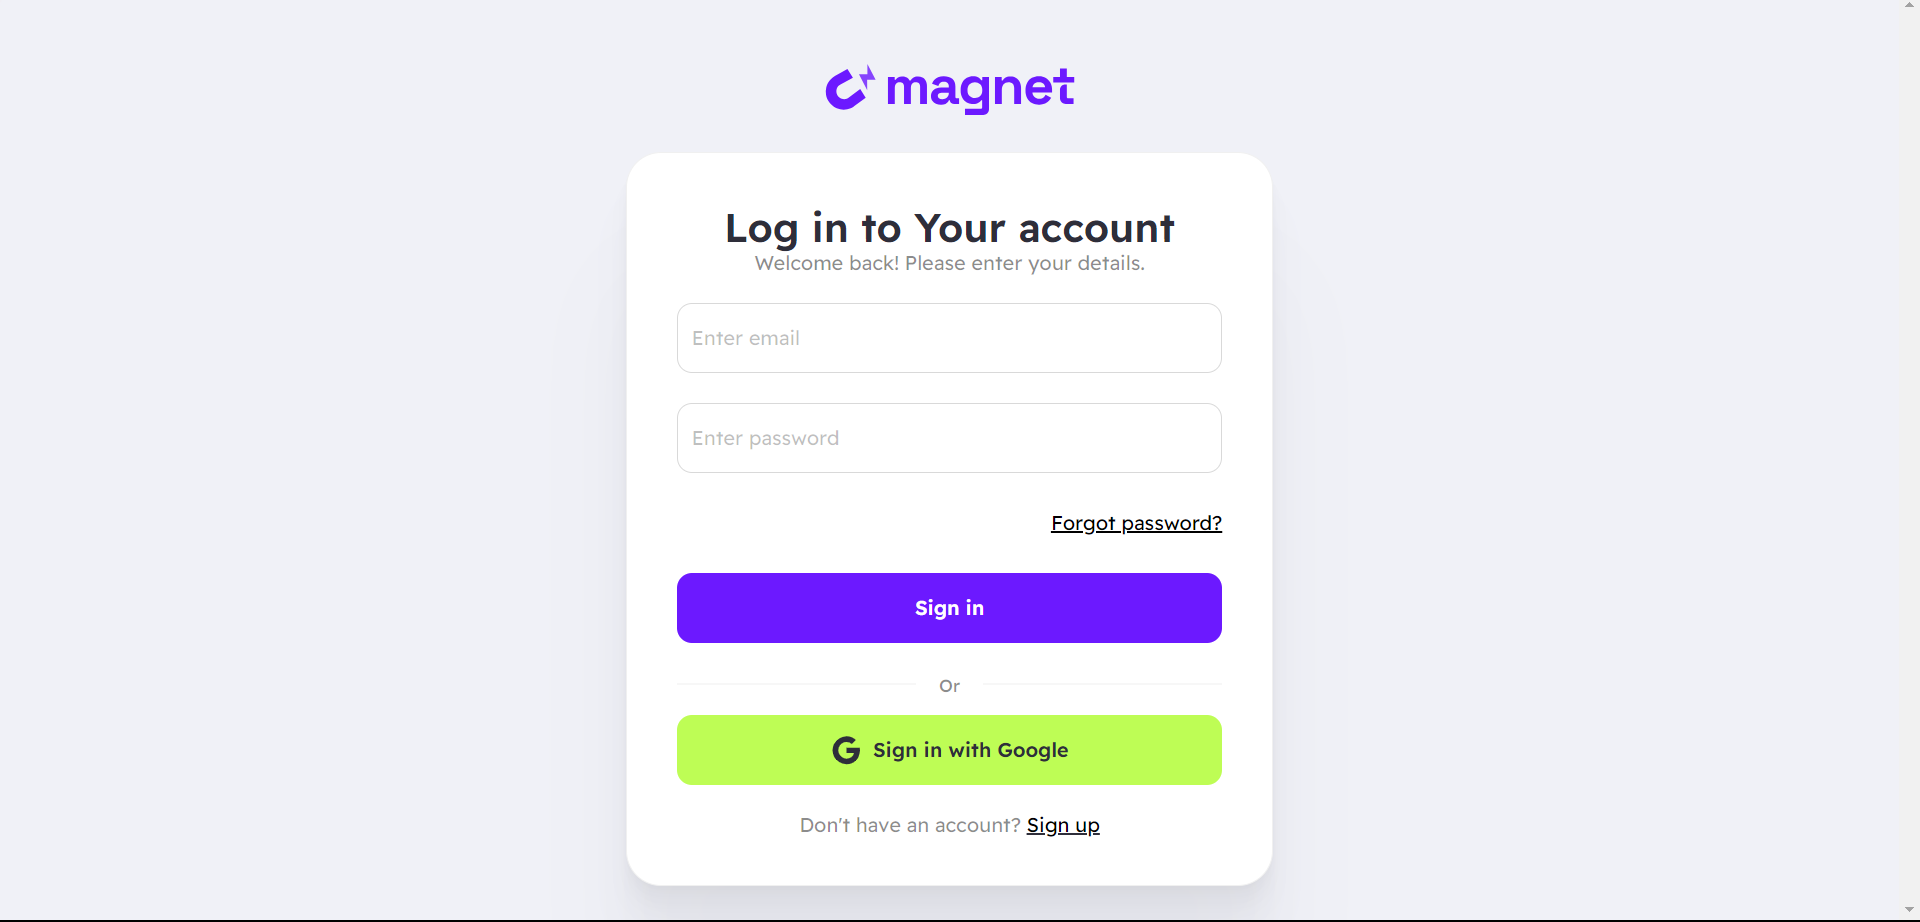 magnet
Log in to Your account
Welcome back! Please enter your details.
Enter email
Enter password
Forgot password?
Sign in
Or
Sign in with Google
Don't have an account? Sign up